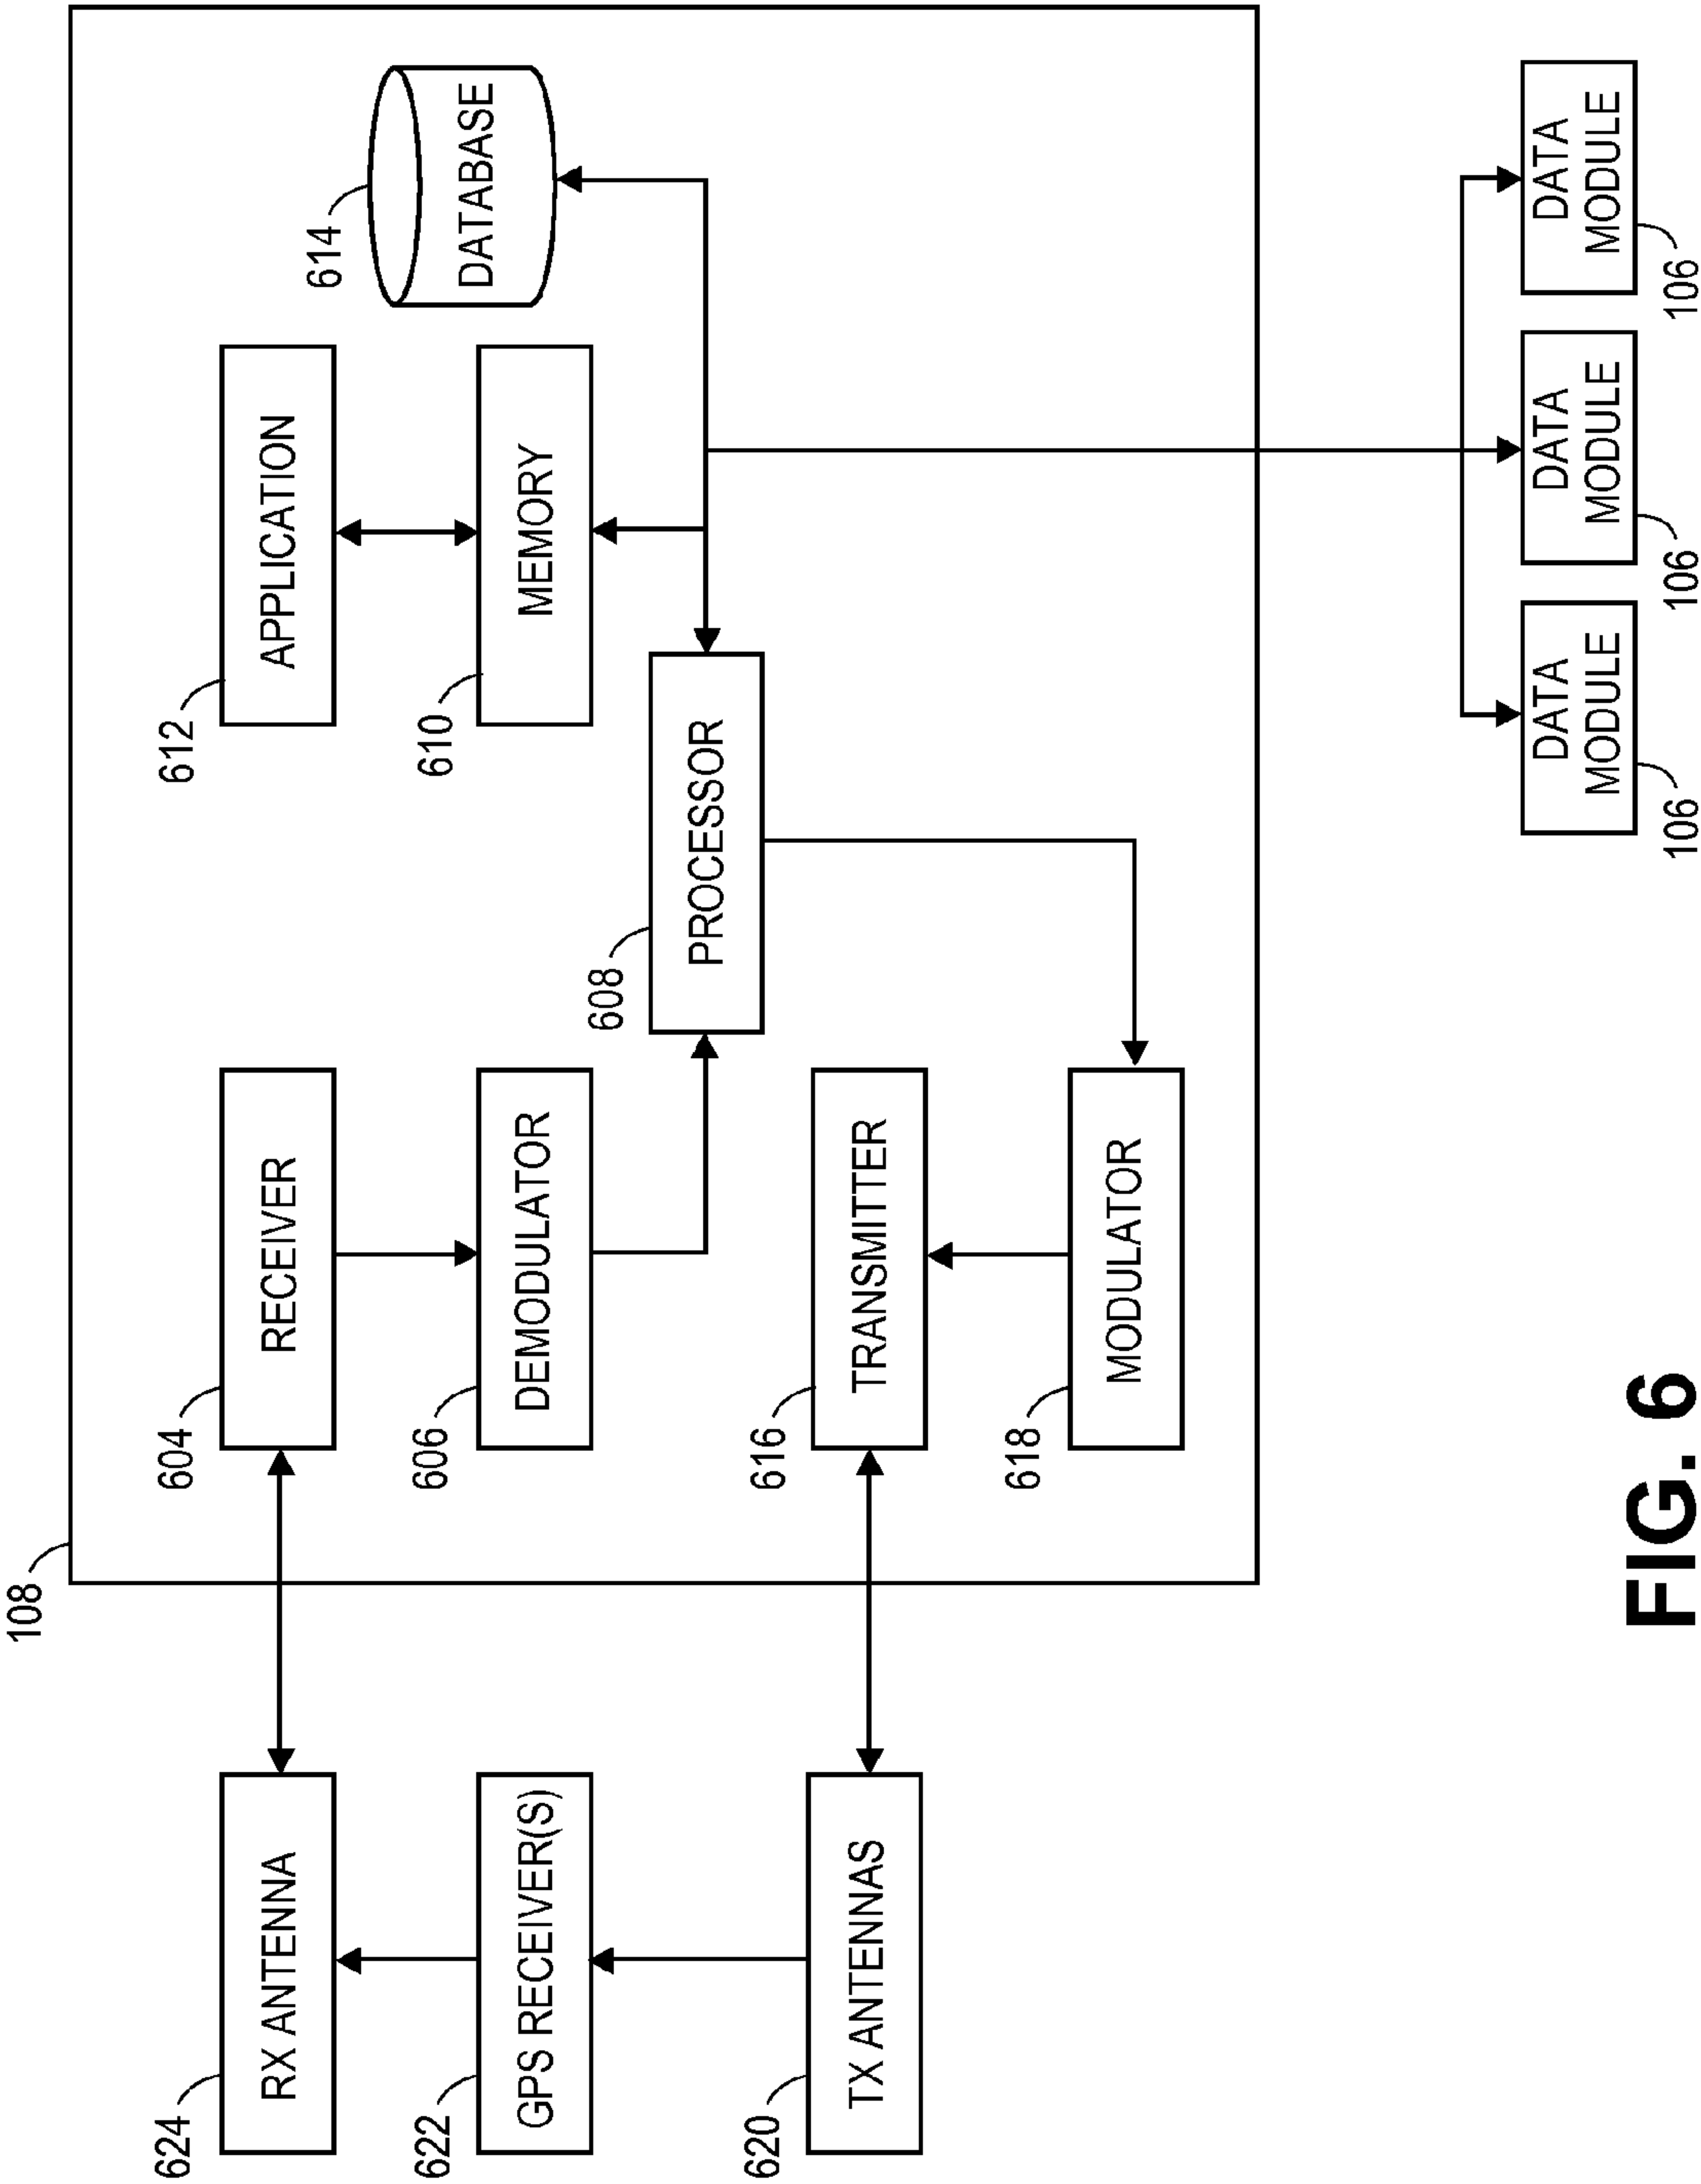 108
624
RX ANTENNA
604
RECEIVER
612
APPLICATION
614
DATABASE
622
GPS RECEIVER(S)
606
DEMODULATOR
610
MEMORY
608
PROCESSOR
620
TX ANTENNAS
616
TRANSMITTER
618
MODULATOR
DATA
MODULE
106
DATA
MODULE
106
DATA
MODULE
106
FIG. 6